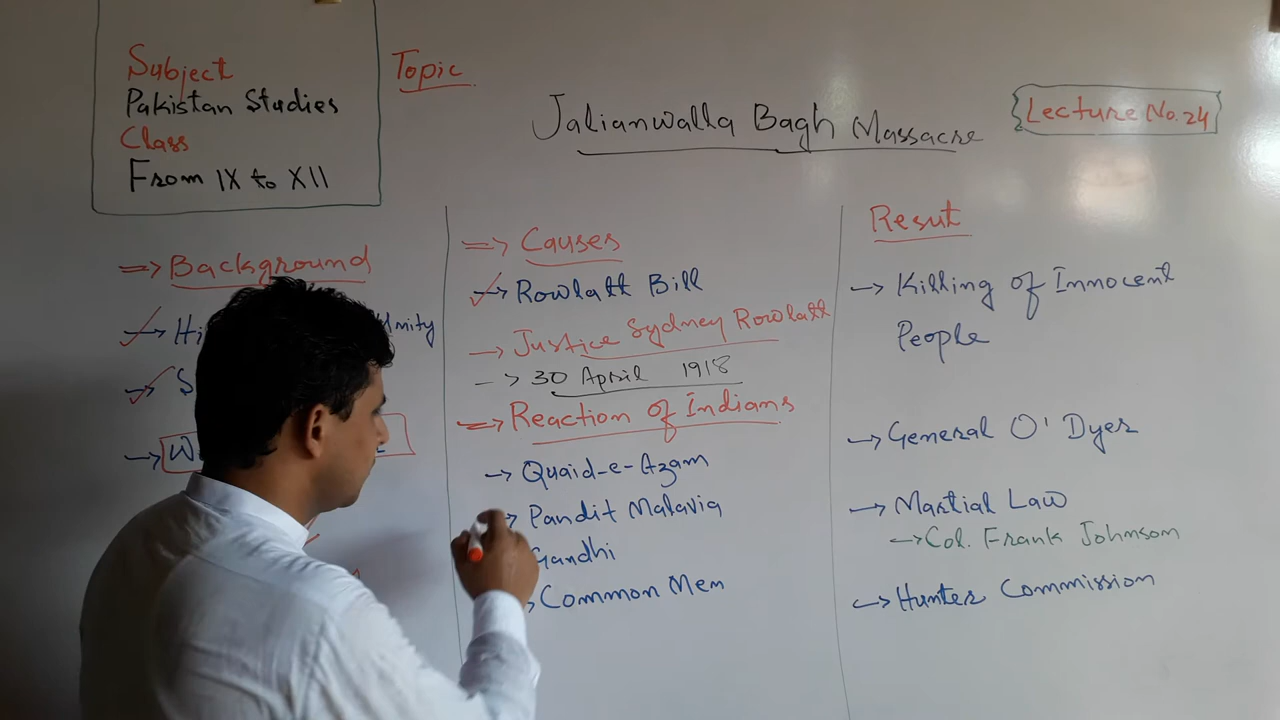 Subject
Pakistan Studies
Class
From IX to XII
Topic
Jalianwalla Bagh Massacre
Lecture No.24
=> Background
=> Causes
-> Rowlatt Bill
-> Justice Sydney Rowlatt
-> 30 April 1918
=> Reaction of Indians
-> Quaid-e-Azam
Pandit Malavia
Gandhi
Common Men
Result
-> Killing of Innocent
People
-> General O' Dyer
-> Martial Law
-> Col. Frank Johnson
-> Hunter Commission